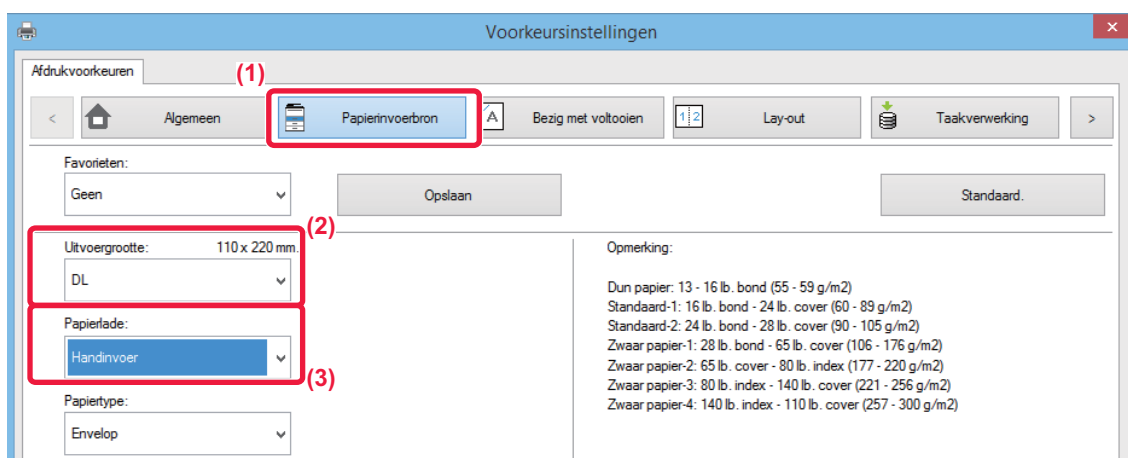 Voorkeursinstellingen
Afdrukvoorkeuren
(1)
< Algemeen Papierinvoerbron A Bezig met voltooien 1 2 Lay-out Taakverwerking >
Favorieten:
Geen Opslaan Standaard.
(2)
Uitvoergrootte: 110 x 220 mm.
DL
Papierlade:
Handinvoer
(3)
Papiertype:
Envelop
Opmerking:
Dun papier: 13 - 16 lb. bond (55 - 59 g/m2)
Standaard-1: 16 lb. bond - 24 lb. cover (60 - 89 g/m2)
Standaard-2: 24 lb. bond - 28 lb. cover (90 - 105 g/m2)
Zwaar papier-1: 28 lb. bond - 65 lb. cover (106 - 176 g/m2)
Zwaar papier-2: 65 lb. cover - 80 lb. index (177 - 220 g/m2)
Zwaar papier-3: 80 lb. index - 140 lb. cover (221 - 256 g/m2)
Zwaar papier-4: 140 lb. index - 110 lb. cover (257 - 300 g/m2)